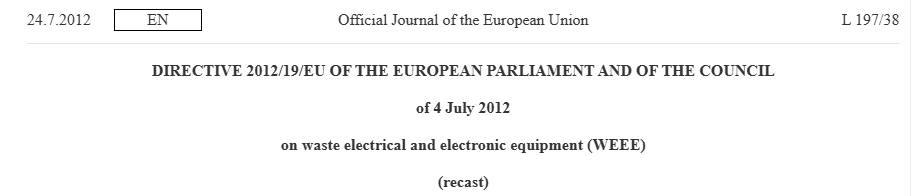 24.7.2012 EN Official Journal of the European Union L 197/38
DIRECTIVE 2012/19/EU OF THE EUROPEAN PARLIAMENT AND OF THE COUNCIL
of 4 July 2012
on waste electrical and electronic equipment (WEEE)
(recast)